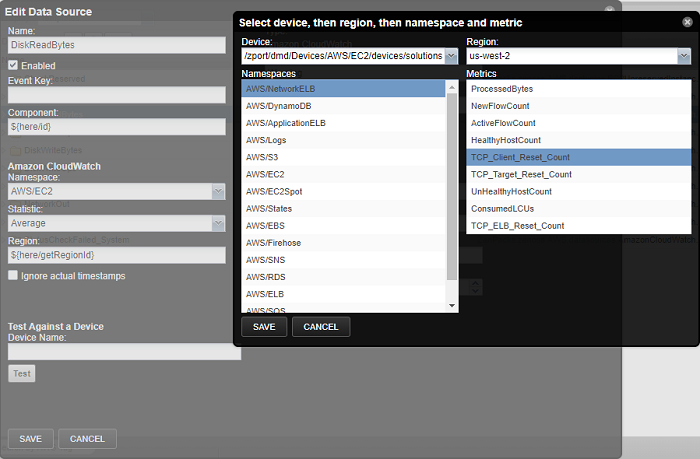 Edit Data Source
Name:
DiskReadBytes
Enabled
Event Key:
Component:
${here/id}
DiskWriteBytes
Amazon CloudWatch
Namespace:
AWS/EC2
Statistic:
Average
Region:
${here/getRegionId}
Ignore actual timestamps
Test Against a Device
Device Name:
Test
SAVE
CANCEL
Select device, then region, then namespace and metric
Device:
/zport/dmd/Devices/AWS/EC2/devices/solutions
Region:
us-west-2
Namespaces
AWS/NetworkELB
AWS/DynamoDB
AWS/ApplicationELB
AWS/Logs
AWS/S3
AWS/EC2
AWS/EC2Spot
AWS/States
AWS/EBS
AWS/Firehose
AWS/SNS
AWS/RDS
AWS/ELB
AWS/SQS
Metrics
ProcessedBytes
NewFlowCount
ActiveFlowCount
HealthyHostCount
TCP_Client_Reset_Count
TCP_Target_Reset_Count
UnHealthyHostCount
ConsumedLCUs
TCP_ELB_Reset_Count
SAVE
CANCEL